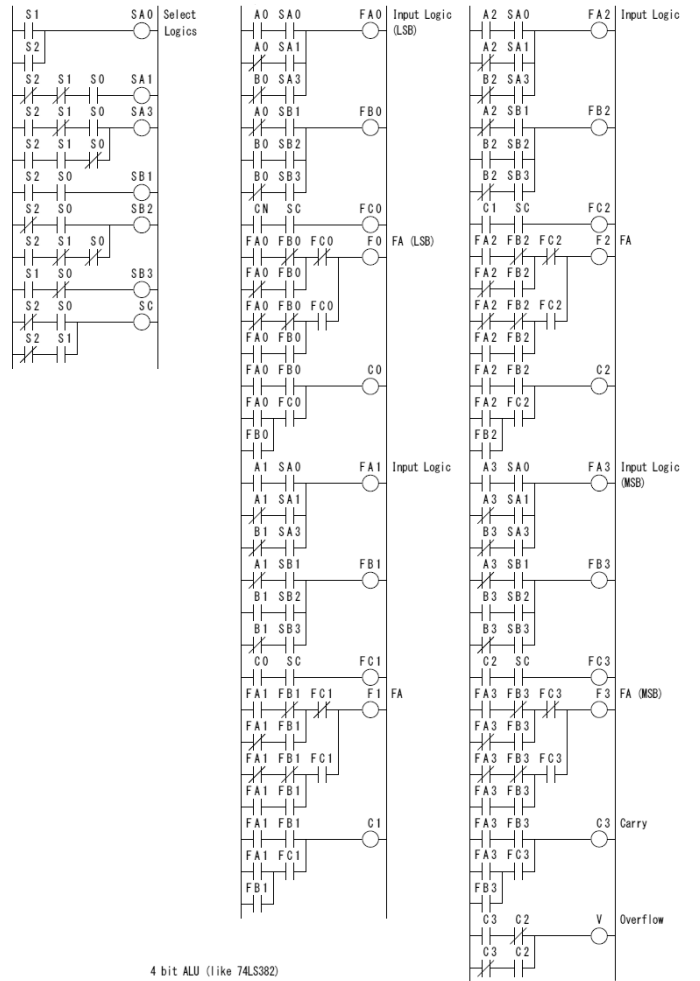 S1 SA0 Select
Logics
S2
S2 S1 S0 SA1
S2 S1 S0 SA3
S2 S1 S0
S2 S0 SB1
S2 S0 SB2
S2 S1 S0
S1 S0 SB3
S2 S0 SC
S2 S1
A0 SA0 FA0 Input Logic
(LSB)
A0 SA1
B0 SA3
A0 SB1 FB0
B0 SB2
B0 SB3
CN SC FC0
FA0 FB0 FC0 F0 FA (LSB)
FA0 FB0
FA0 FB0 FC0
FA0 FB0
FA0 FB0 C0
FA0 FC0
FB0
A1 SA0 FA1 Input Logic
A1 SA1
B1 SA3
A1 SB1 FB1
B1 SB2
B1 SB3
C0 SC FC1
FA1 FB1 FC1 F1 FA
FA1 FB1
FA1 FB1 FC1
FA1 FB1
FA1 FB1 C1
FA1 FC1
FB1
A2 SA0 FA2 Input Logic
A2 SA1
B2 SA3
A2 SB1 FB2
B2 SB2
B2 SB3
C1 SC FC2
FA2 FB2 FC2 F2 FA
FA2 FB2
FA2 FB2 FC2
FA2 FB2
FA2 FB2 C2
FA2 FC2
FB2
A3 SA0 FA3 Input Logic
(MSB)
A3 SA1
B3 SA3
A3 SB1 FB3
B3 SB2
B3 SB3
C2 SC FC3
FA3 FB3 FC3 F3 FA (MSB)
FA3 FB3
FA3 FB3 FC3
FA3 FB3
FA3 FB3 C3 Carry
FA3 FC3
FB3
C3 C2 V Overflow
C3 C2
4 bit ALU (like 74LS382)